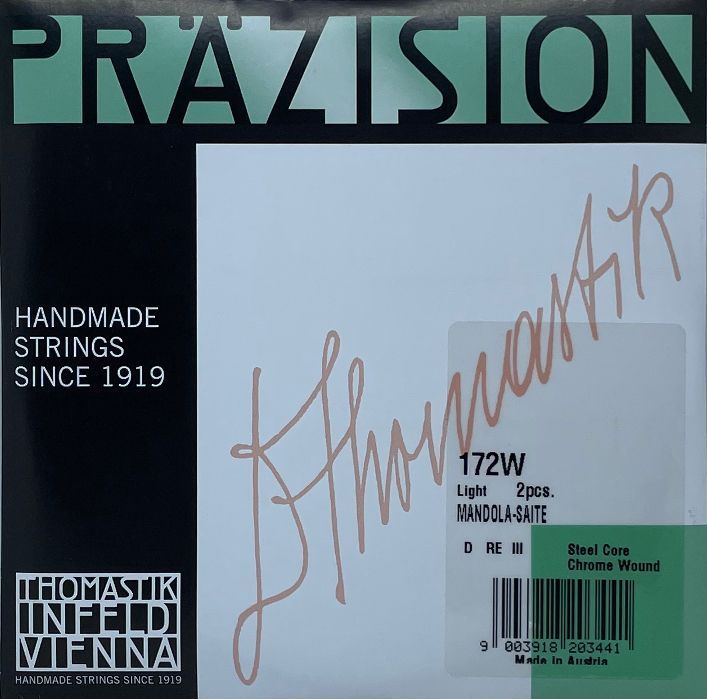 PRÄZISION
HANDMADE
STRINGS
SINCE 1919
Dr Thomastik
172W
Light 2pcs.
MANDOLA-SAITE
D RE III
Steel Core
Chrome Wound
9 003918 203441
Made in Austria
THOMASTIK
INFELD
VIENNA
HANDMADE STRINGS SINCE 1919